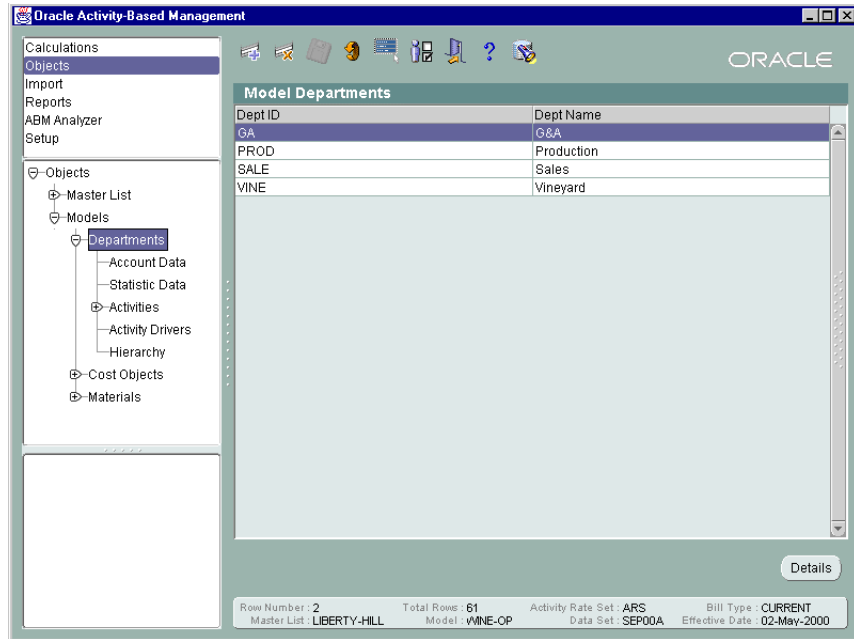 Oracle Activity-Based Management
Calculations
Objects
Import
Reports
ABM Analyzer
Setup
ORACLE
Objects
Master List
Models
Departments
Account Data
Statistic Data
Activities
Activity Drivers
Hierarchy
Cost Objects
Materials
Model Departments
Dept ID Dept Name
GA G&A
PROD Production
SALE Sales
VINE Vineyard
Details
Row Number : 2 Total Rows : 61 Activity Rate Set : ARS Bill Type : CURRENT
Master List : LIBERTY-HILL Model : WINE-OP Data Set : SEP00A Effective Date : 02-May-2000